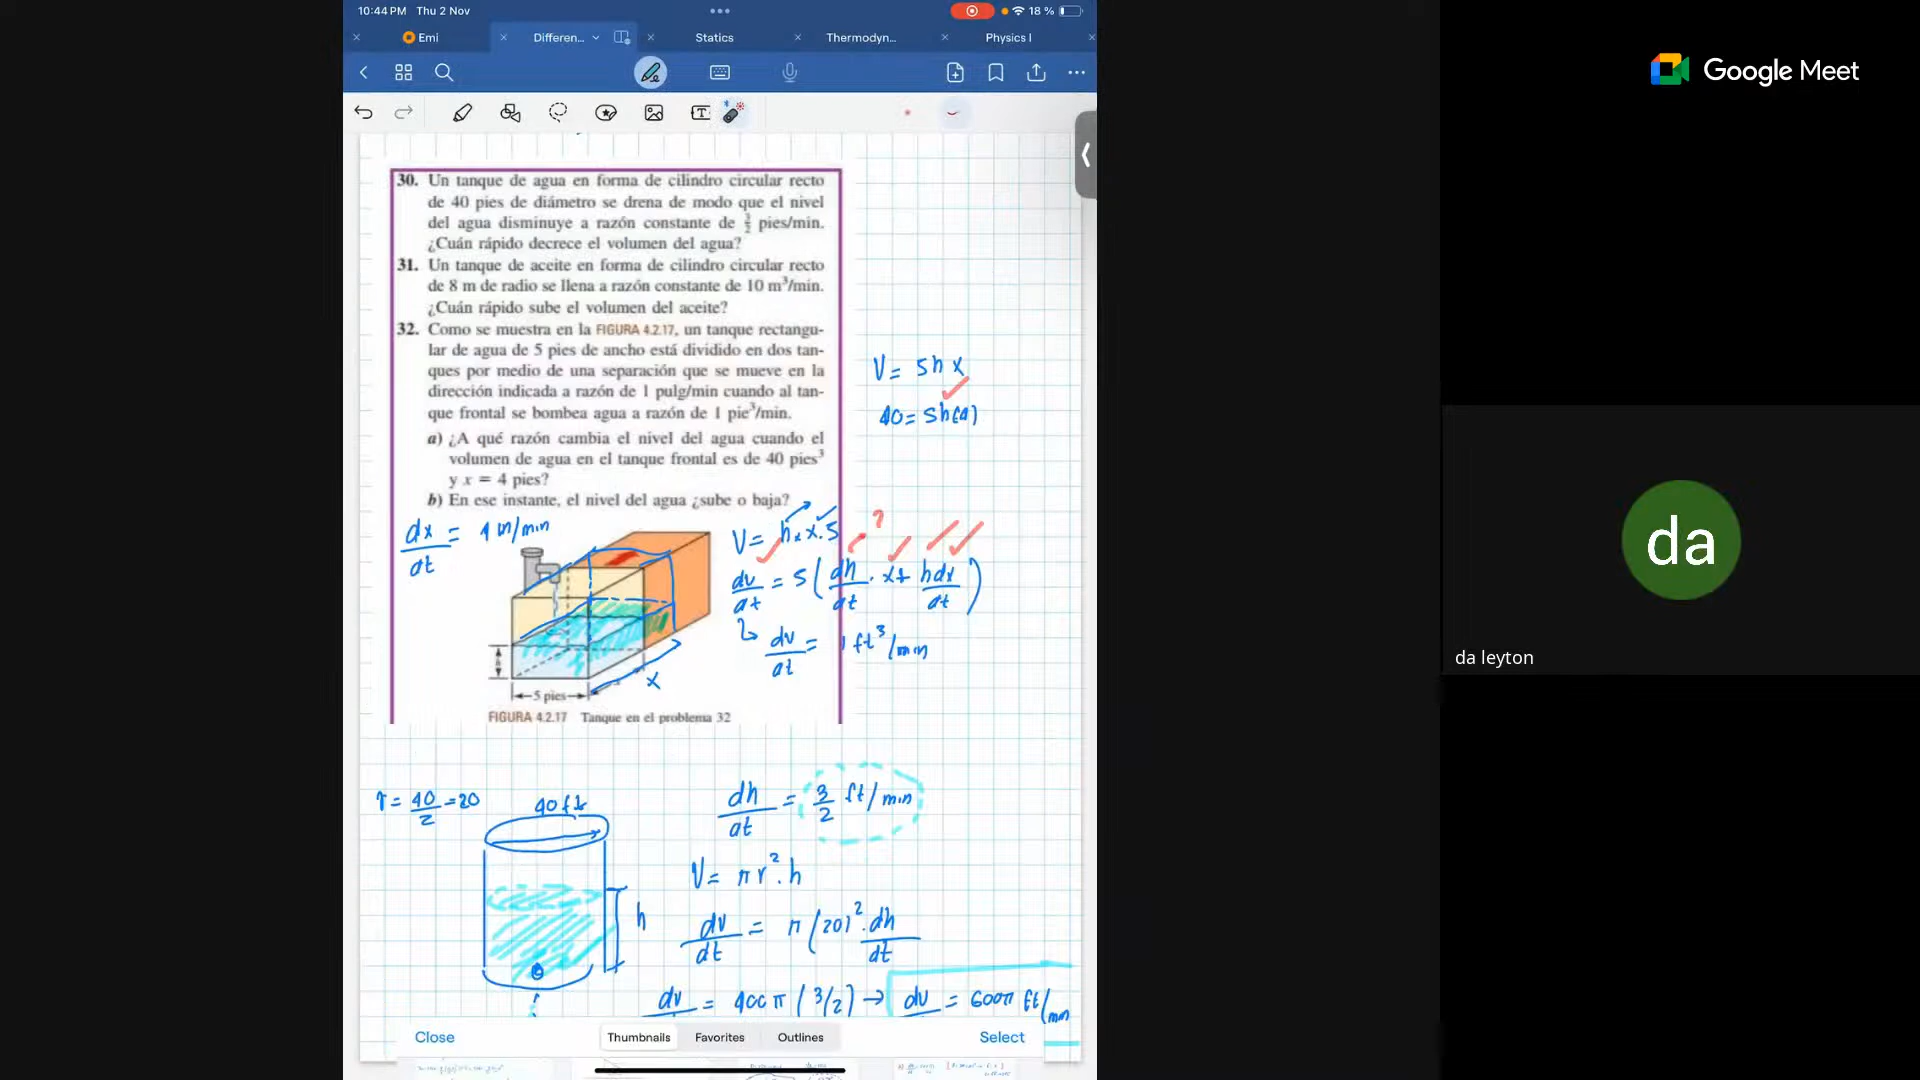 10:44 PM Thu 2 Nov
18 %
Emi
Differen...
Statics
Thermodyn...
Physics I
Google Meet
30. Un tanque de agua en forma de cilindro circular recto
de 40 pies de diámetro se drena de modo que el nivel
del agua disminuye a razón constante de 3/2 pies/min.
¿Cuán rápido decrece el volumen del agua?
31. Un tanque de aceite en forma de cilindro circular recto
de 8 m de radio se llena a razón constante de 10 m³/min.
¿Cuán rápido sube el volumen del aceite?
32. Como se muestra en la FIGURA 4.2.17, un tanque rectangu-
lar de agua de 5 pies de ancho está dividido en dos tan-
ques por medio de una separación que se mueve en la
dirección indicada a razón de 1 pulg/min cuando al tan-
que frontal se bombea agua a razón de 1 pie³/min.
a) ¿A qué razón cambia el nivel del agua cuando el
volumen de agua en el tanque frontal es de 40 pies³
y x = 4 pies?
b) En ese instante, el nivel del agua ¿sube o baja?
V = 5h x
40 = 5h(4)
dx/dt = 1 in/min
V = h × x . 5
?
dv/dt = 5 ( dh/dt . x + h dx/dt )
dv/dt = 1 ft³/min
h
5 pies
x
FIGURA 4.2.17 Tanque en el problema 32
r = 40/2 = 20
40 ft
h
dh/dt = 3/2 ft/min
V = π r² . h
dv/dt = π (20)² . dh/dt
dv = 400 π (3/2) → dv = 600π ft/min
Close
Thumbnails
Favorites
Outlines
Select
da
da leyton